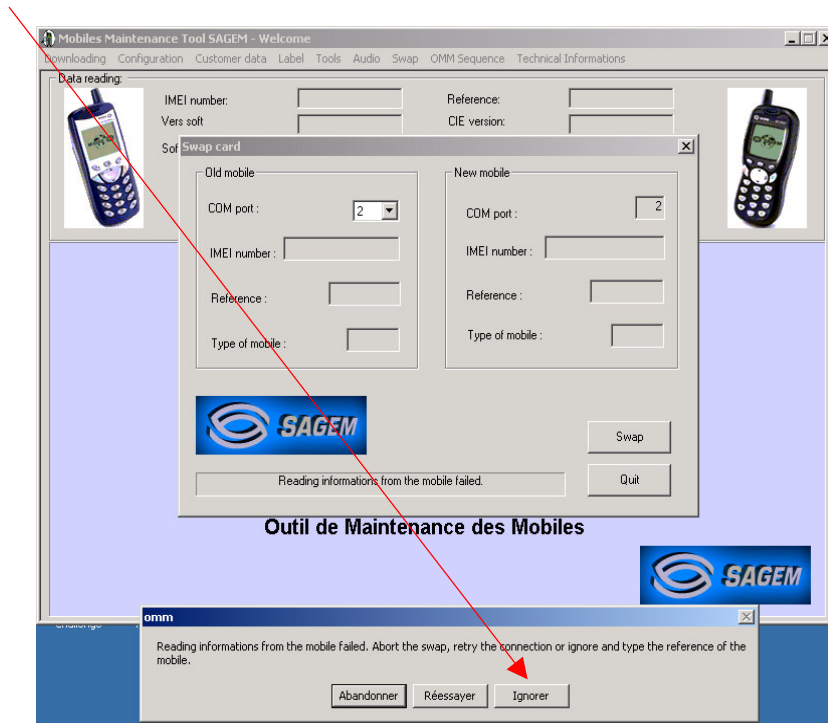 Mobiles Maintenance Tool SAGEM - Welcome
Downloading Configuration Customer data Label Tools Audio Swap OMM Sequence Technical Informations
Data reading:
IMEI number: Reference:
Vers soft CIE version:
Sof
Swap card
Old mobile New mobile
COM port : 2 COM port : 2
IMEI number : IMEI number :
Reference : Reference :
Type of mobile : Type of mobile :
SAGEM
Swap
Reading informations from the mobile failed. Quit
Outil de Maintenance des Mobiles
SAGEM
omm
Reading informations from the mobile failed. Abort the swap, retry the connection or ignore and type the reference of the
mobile.
Abandonner Réessayer Ignorer